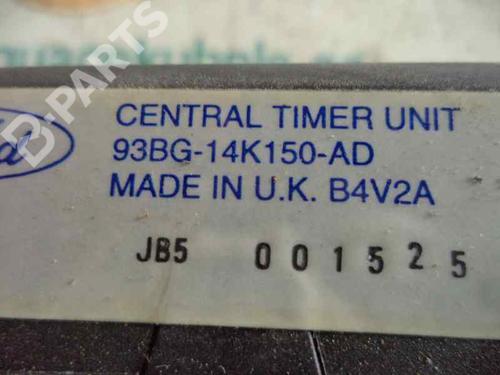 CENTRAL TIMER UNIT
93BG-14K150-AD
MADE IN U.K. B4V2A
JB5 001525
B-PARTS